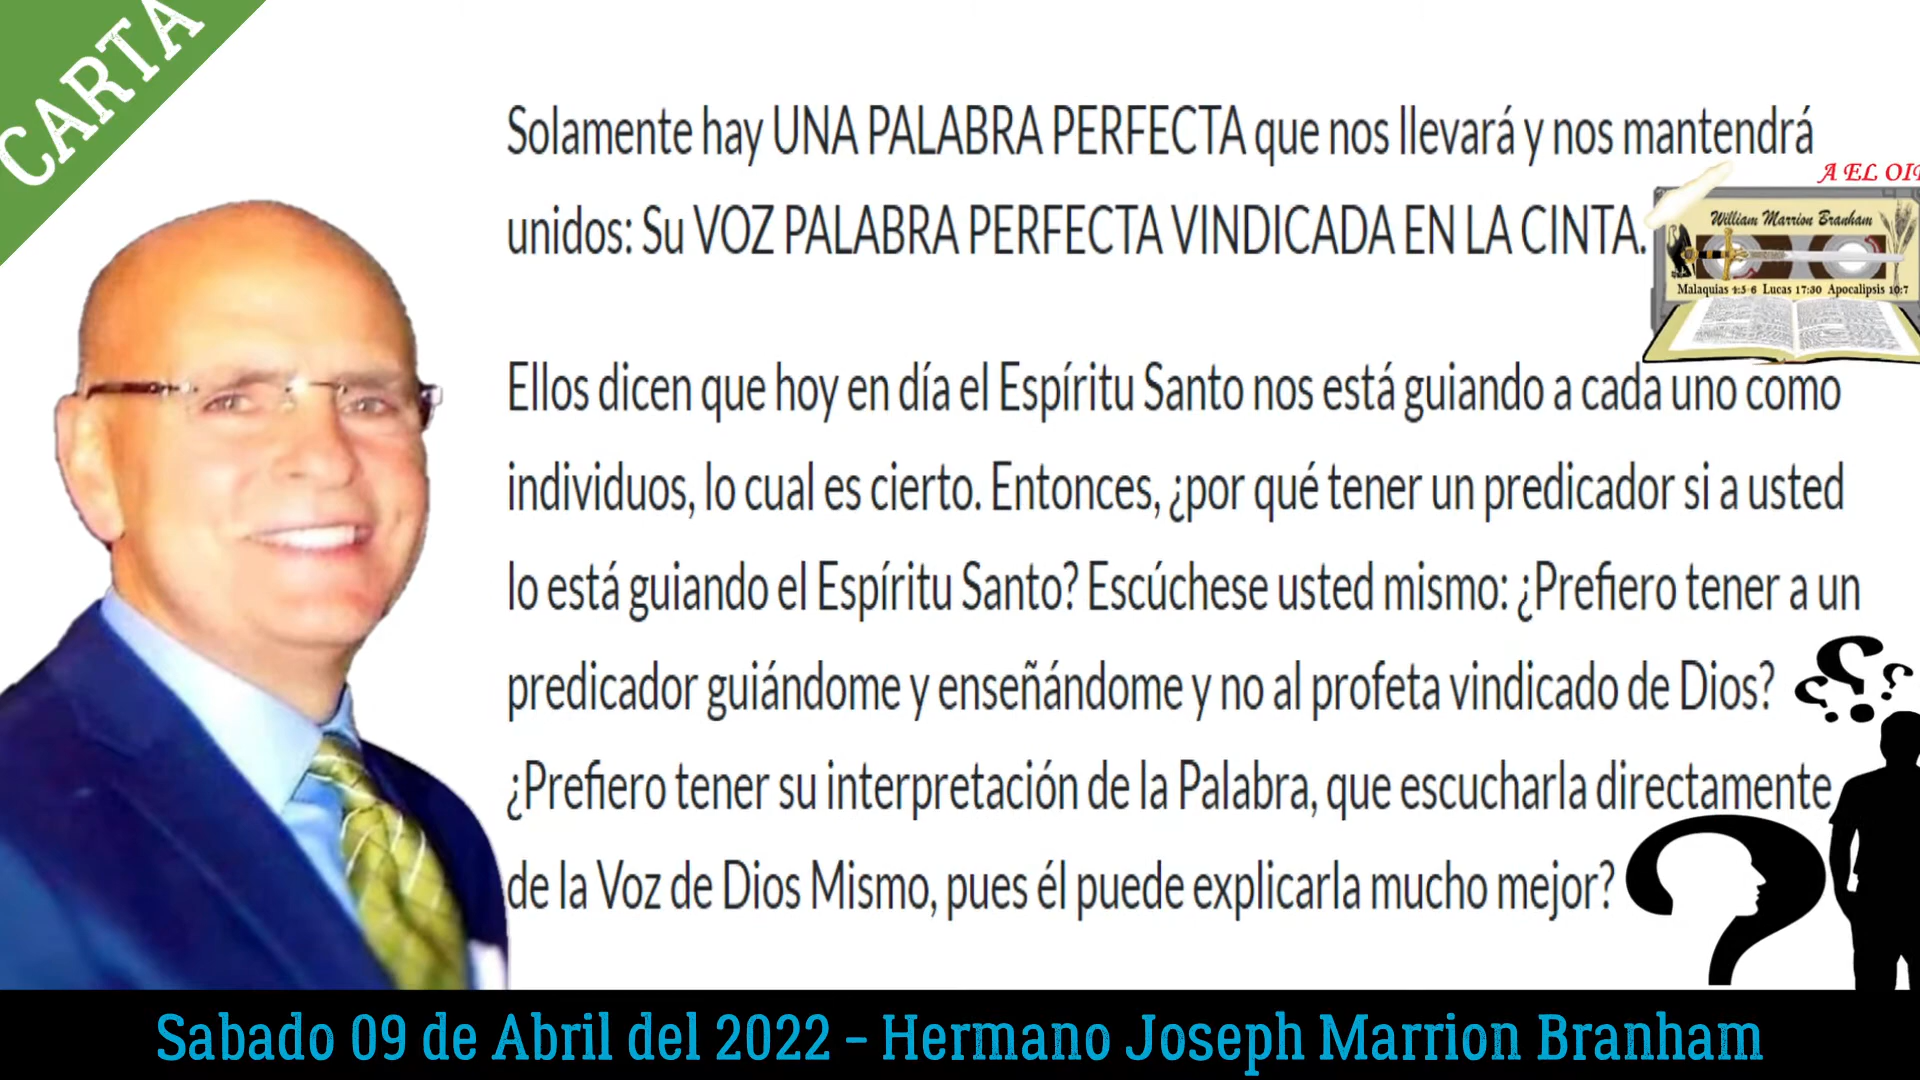 CARTA
Solamente hay UNA PALABRA PERFECTA que nos llevará y nos mantendrá
unidos: Su VOZ PALABRA PERFECTA VINDICADA EN LA CINTA.
A EL OI
William Marrion Branham
Malaquias 4:5-6 Lucas 17:30 Apocalipsis 10:7
Ellos dicen que hoy en día el Espíritu Santo nos está guiando a cada uno como
individuos, lo cual es cierto. Entonces, ¿por qué tener un predicador si a usted
lo está guiando el Espíritu Santo? Escúchese usted mismo: ¿Prefiero tener a un
predicador guiándome y enseñándome y no al profeta vindicado de Dios?
¿Prefiero tener su interpretación de la Palabra, que escucharla directamente
de la Voz de Dios Mismo, pues él puede explicarla mucho mejor?
Sabado 09 de Abril del 2022 - Hermano Joseph Marrion Branham